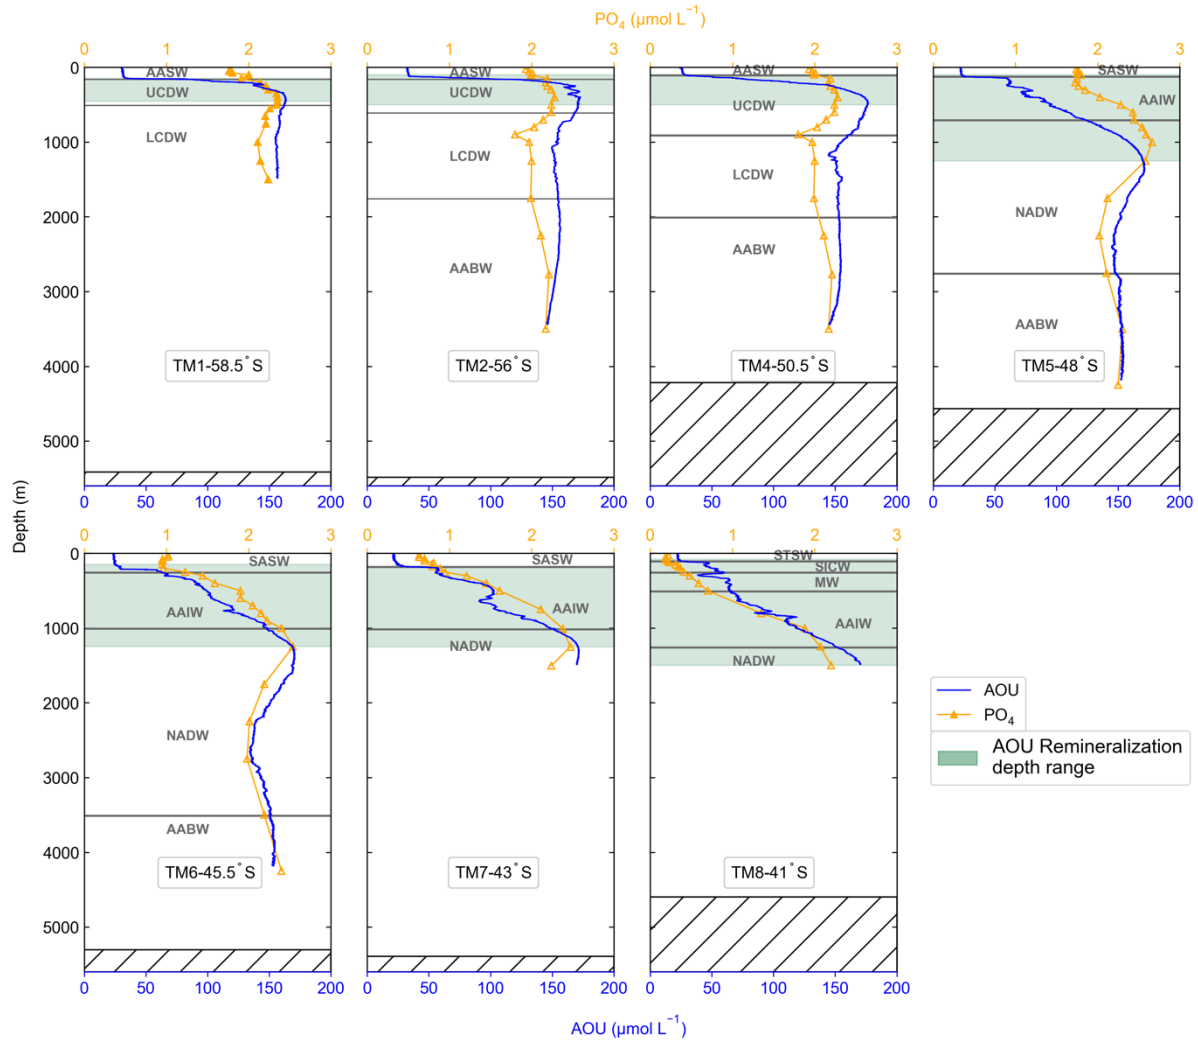 PO₄ (μmol L⁻¹)
0 1 2 3 0 1 2 3 0 1 2 3 0 1 2 3
0
1000
2000
3000
4000
5000
AASW
UCDW
LCDW
TM1-58.5°S
0 50 100 150 200
AASW
UCDW
LCDW
AABW
TM2-56°S
0 50 100 150 200
AASW
UCDW
LCDW
AABW
TM4-50.5°S
0 50 100 150 200
SASW
AAIW
NADW
AABW
TM5-48°S
0 50 100 150 200
Depth (m)
0 1 2 3 0 1 2 3 0 1 2 3
0
1000
2000
3000
4000
5000
SASW
AAIW
NADW
AABW
TM6-45.5°S
0 50 100 150 200
SASW
AAIW
NADW
TM7-43°S
0 50 100 150 200
STSW
SICW
MW
AAIW
NADW
TM8-41°S
0 50 100 150 200
AOU
PO₄
AOU Remineralization
depth range
AOU (μmol L⁻¹)